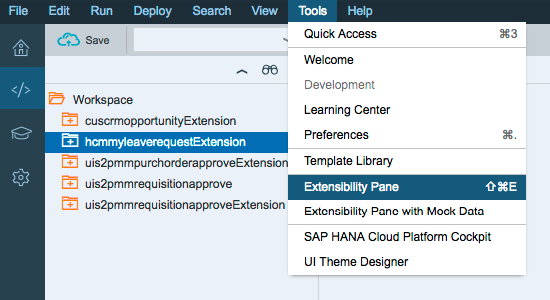 File Edit Run Deploy Search View Tools Help
Save
Quick Access ⌘3
Welcome
Development
Learning Center
Preferences ⌘.
Template Library
Extensibility Pane ⇧⌘E
Extensibility Pane with Mock Data
SAP HANA Cloud Platform Cockpit
UI Theme Designer
Workspace
cuscrmopportunityExtension
hcmmyleaverequestExtension
uis2pmmpurchorderapproveExtension
uis2pmmrequisitionapprove
uis2pmmrequisitionapproveExtension